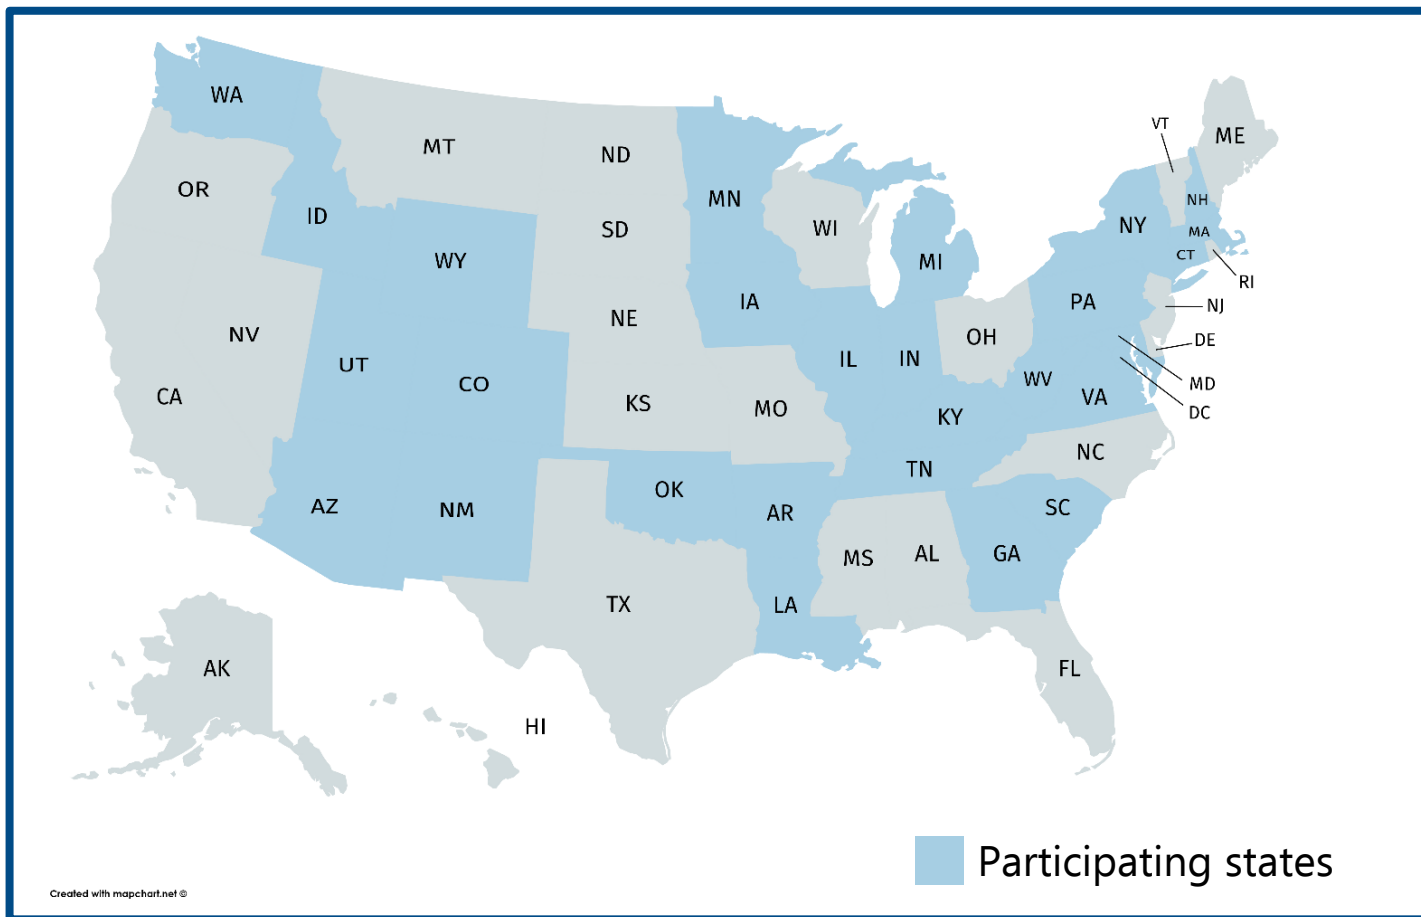 WA
MT
ND
VT
ME
OR
ID
MN
SD
WI
NH
NY
MA
WY
MI
CT
RI
IA
PA
NJ
NE
NV
OH
DE
UT
IL
IN
CO
WV
MD
CA
KS
MO
KY
VA
DC
NC
TN
OK
AZ
NM
AR
SC
MS
AL
GA
TX
LA
AK
FL
HI
Participating states
Created with mapchart.net ©